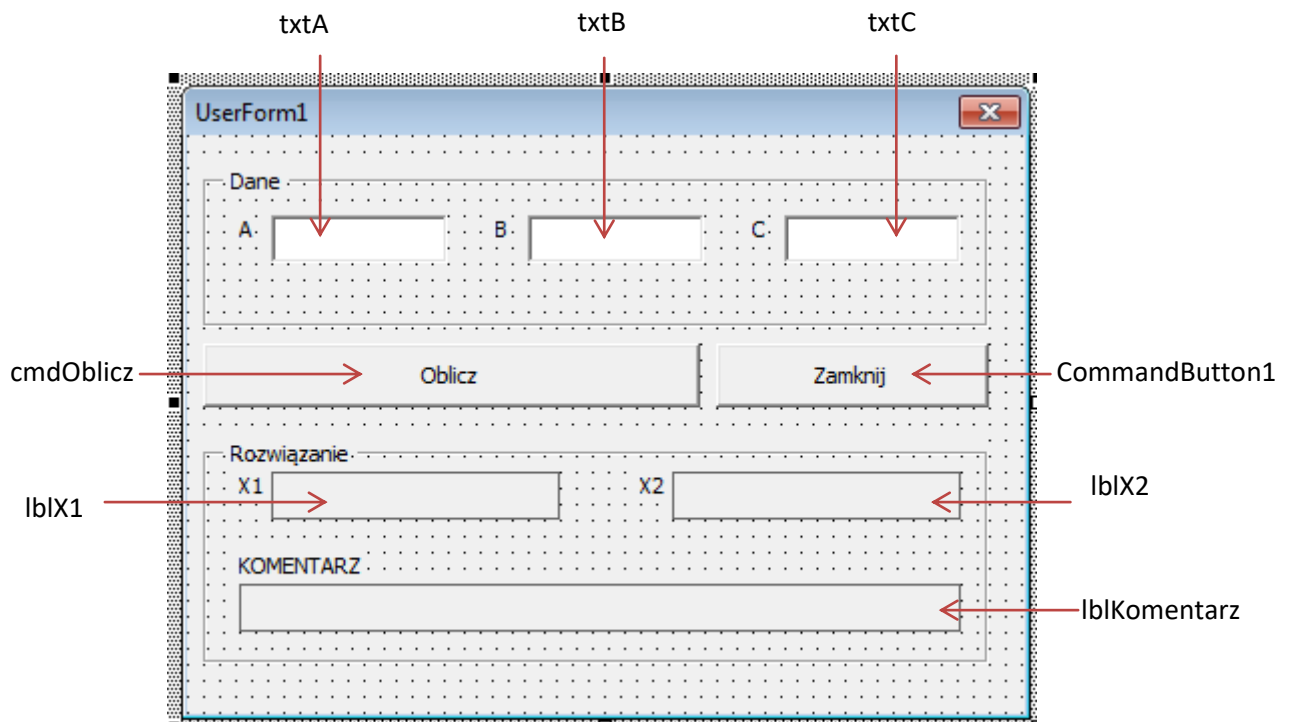 txtA txtB txtC
UserForm1
Dane
A B C
cmdOblicz Oblicz Zamknij CommandButton1
Rozwiązanie
lblX1 X1 X2 lblX2
KOMENTARZ
lblKomentarz